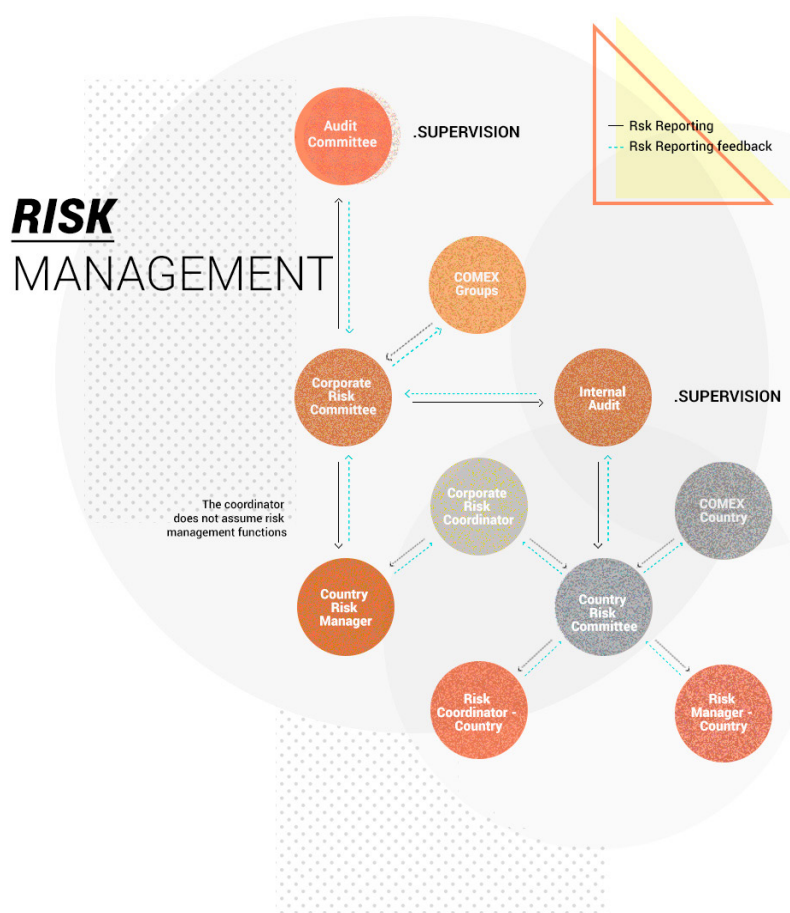 Audit
Committee
.SUPERVISION
Rsk Reporting
Rsk Reporting feedback
RISK
MANAGEMENT
COMEX
Groups
Corporate
Risk
Committee
Internal
Audit
.SUPERVISION
The coordinator
does not assume risk
management functions
Corporate
Risk
Coordinator
COMEX
Country
Country
Risk
Manager
Country
Risk
Committee
Risk
Coordinator -
Country
Risk
Manager -
Country